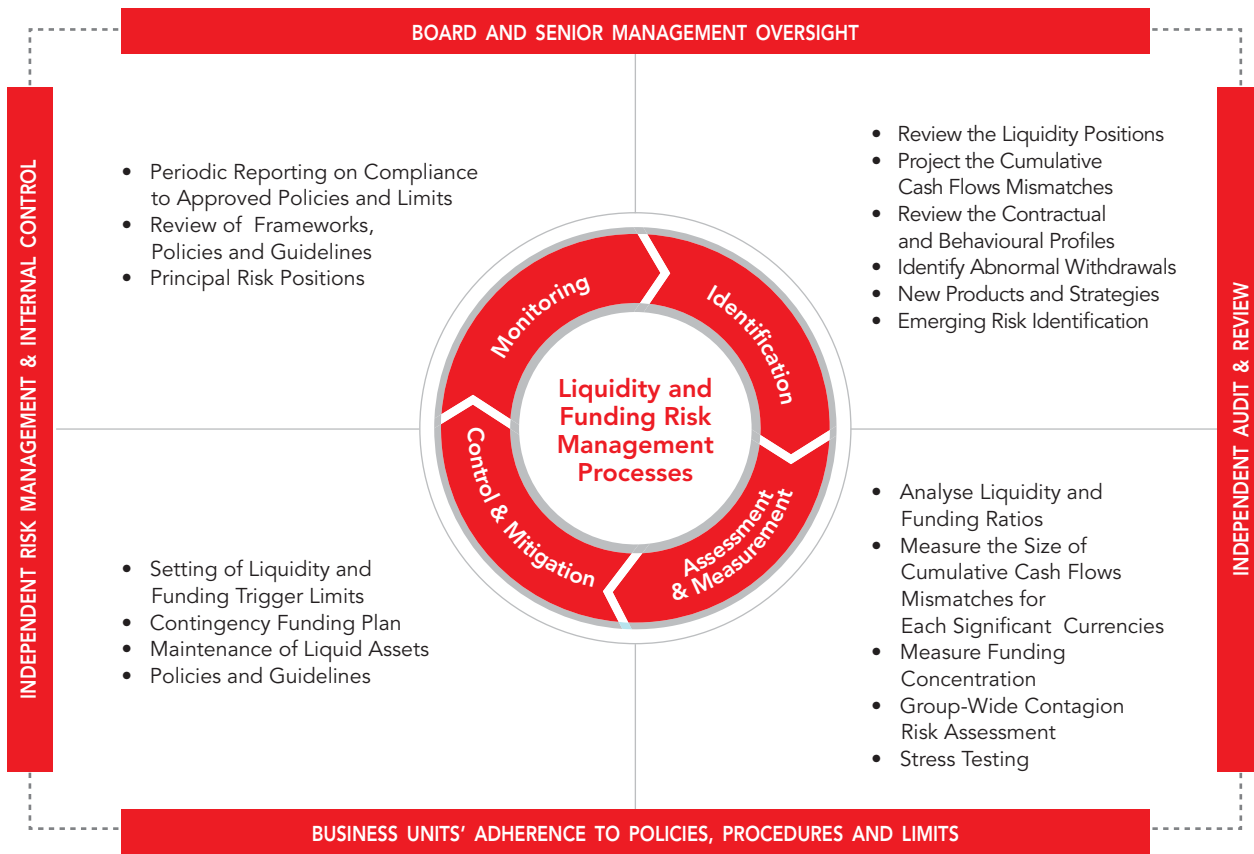 BOARD AND SENIOR MANAGEMENT OVERSIGHT
INDEPENDENT RISK MANAGEMENT & INTERNAL CONTROL
• Periodic Reporting on Compliance
to Approved Policies and Limits
• Review of Frameworks,
Policies and Guidelines
• Principal Risk Positions
• Review the Liquidity Positions
• Project the Cumulative
Cash Flows Mismatches
• Review the Contractual
and Behavioural Profiles
• Identify Abnormal Withdrawals
• New Products and Strategies
• Emerging Risk Identification
INDEPENDENT AUDIT & REVIEW
Monitoring
Identification
Liquidity and
Funding Risk
Management
Processes
Control & Mitigation
Assessment
& Measurement
• Setting of Liquidity and
Funding Trigger Limits
• Contingency Funding Plan
• Maintenance of Liquid Assets
• Policies and Guidelines
• Analyse Liquidity and
Funding Ratios
• Measure the Size of
Cumulative Cash Flows
Mismatches for
Each Significant Currencies
• Measure Funding
Concentration
• Group-Wide Contagion
Risk Assessment
• Stress Testing
BUSINESS UNITS’ ADHERENCE TO POLICIES, PROCEDURES AND LIMITS